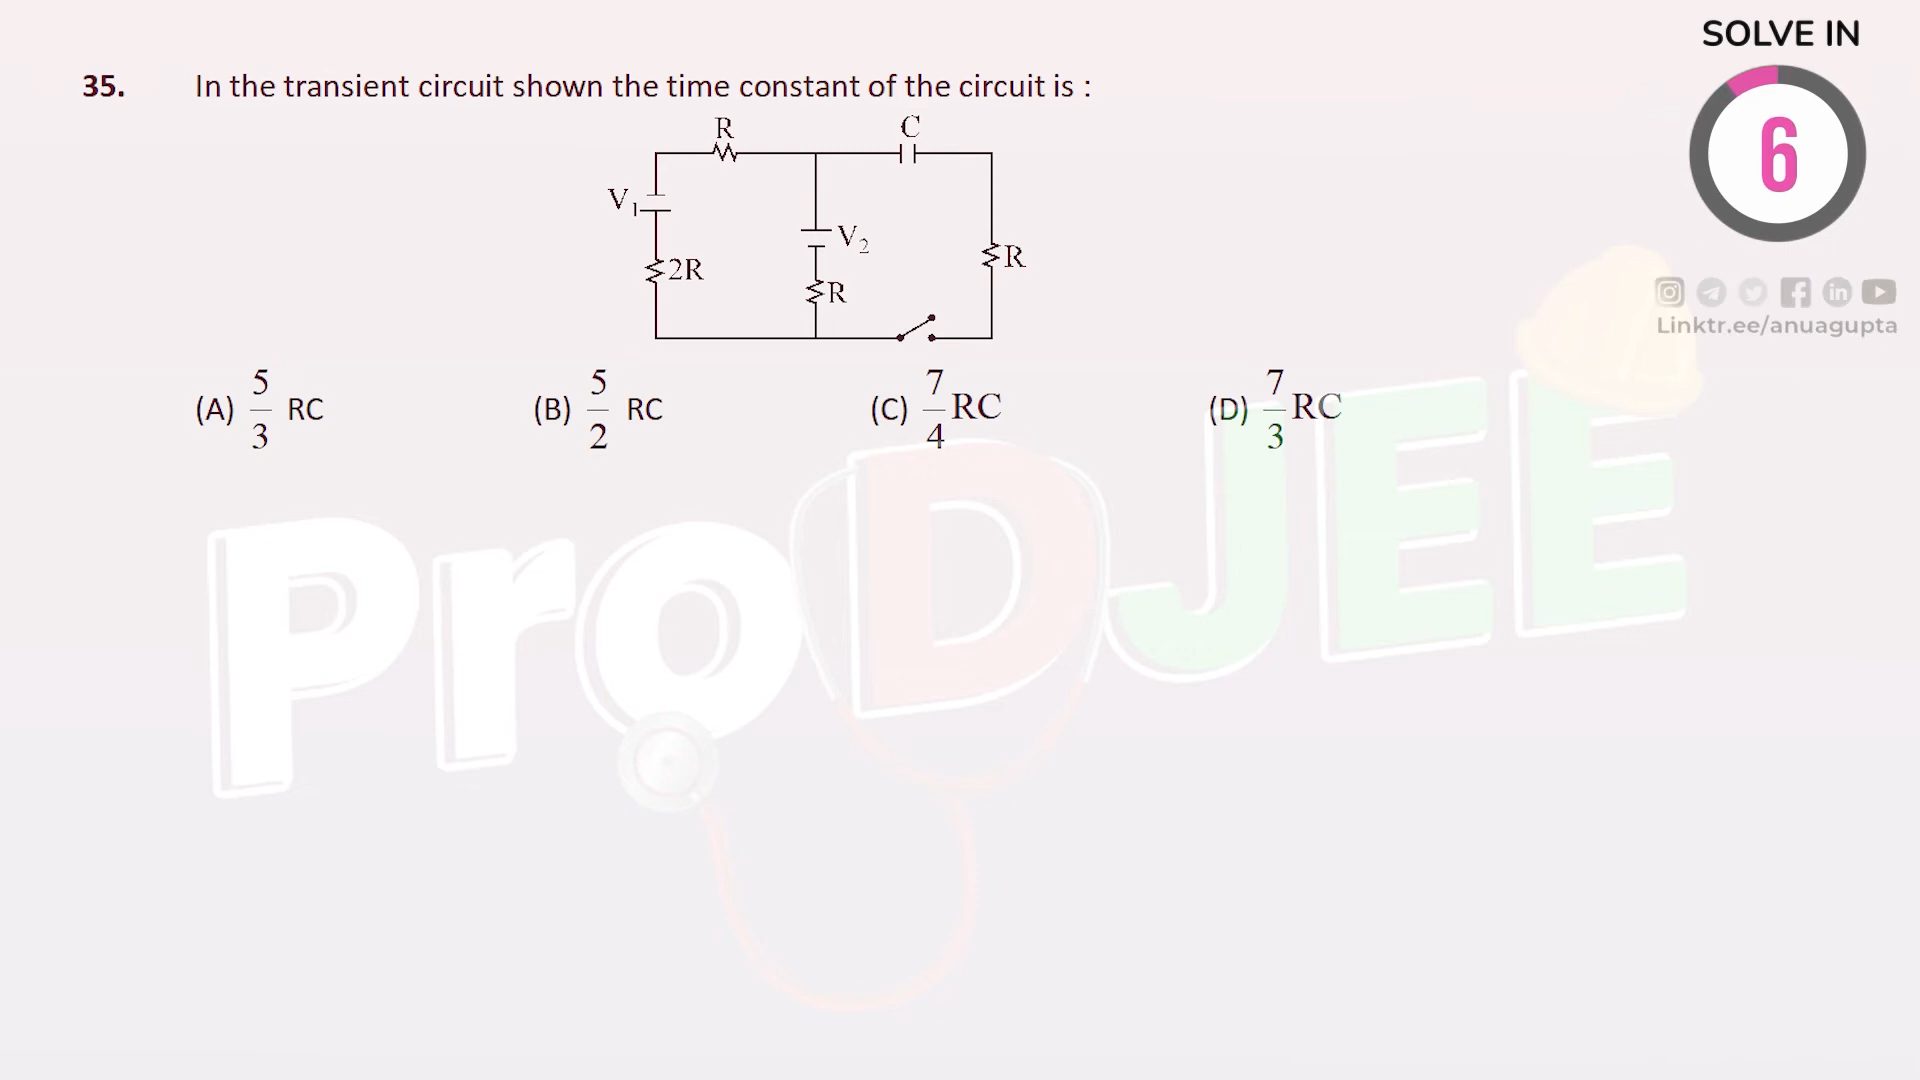 SOLVE IN
6
35. In the transient circuit shown the time constant of the circuit is :
R
C
V₁
V₂
2R
R
R
(A) 5/3 RC (B) 5/2 RC (C) 7/4 RC (D) 7/3 RC
Linktr.ee/anuagupta
ProDJEE